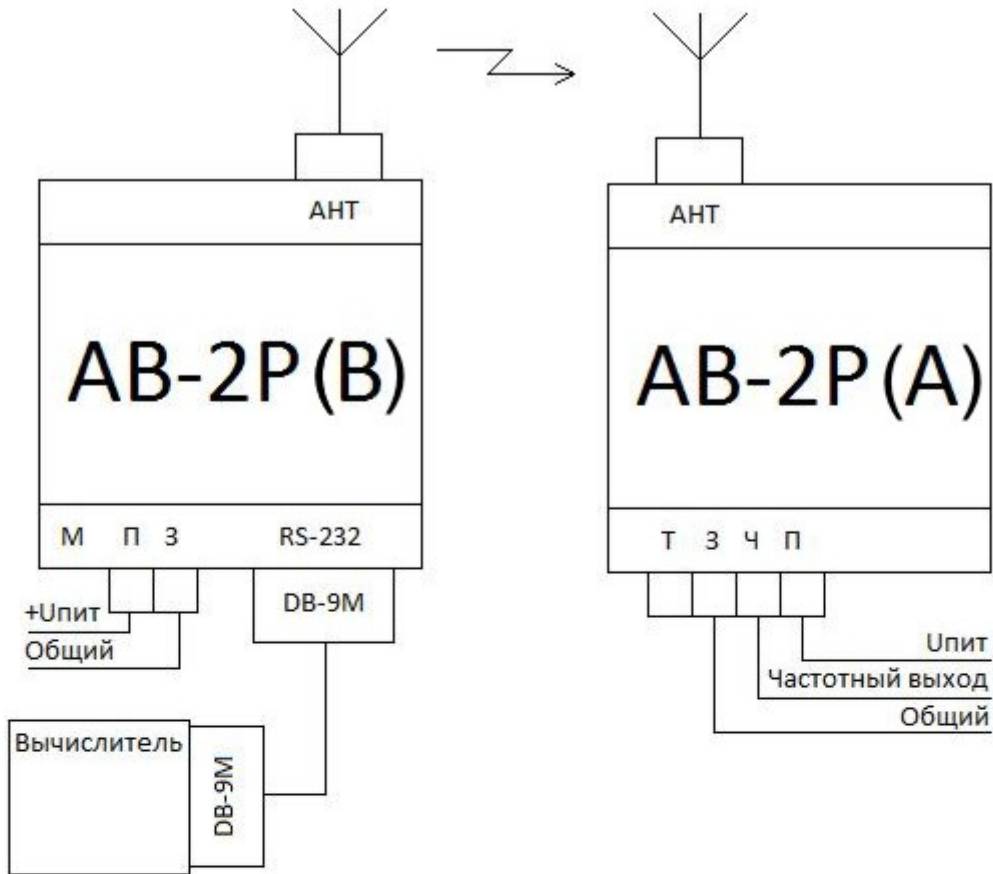 АНТ
АВ-2Р(В)
М П З RS-232
DB-9M
+Uпит
Общий
Вычислитель
DB-9M
АНТ
АВ-2Р(А)
Т З Ч П
Uпит
Частотный выход
Общий